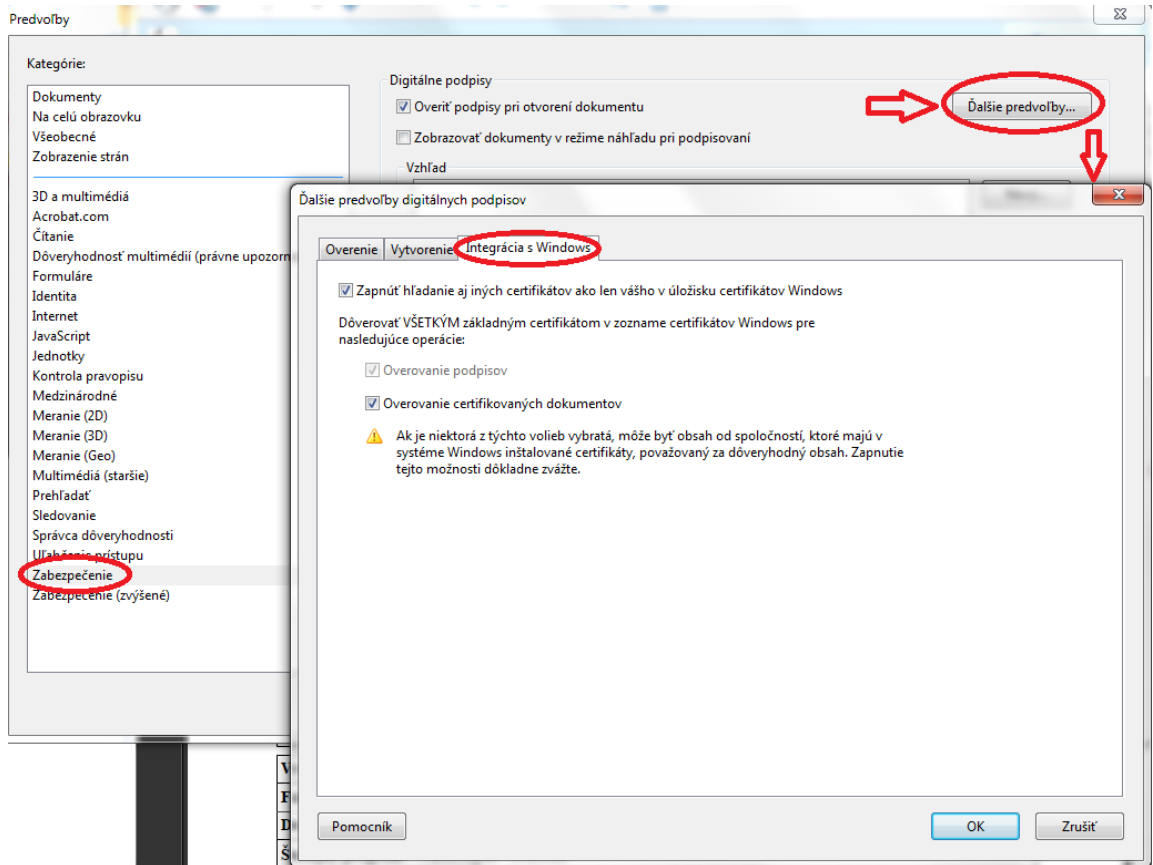 Predvoľby
Kategórie:
Dokumenty
Na celú obrazovku
Všeobecné
Zobrazenie strán
3D a multimédiá
Acrobat.com
Čítanie
Dôveryhodnosť multimédií (právne upozorn
Formuláre
Identita
Internet
JavaScript
Jednotky
Kontrola pravopisu
Medzinárodné
Meranie (2D)
Meranie (3D)
Meranie (Geo)
Multimédiá (staršie)
Prehľadať
Sledovanie
Správca dôveryhodnosti
Uľahčenie prístupu
Zabezpečenie
Zabezpečenie (zvýšené)
Digitálne podpisy
Overiť podpisy pri otvorení dokumentu
Ďalšie predvoľby...
Zobrazovať dokumenty v režime náhľadu pri podpisovaní
Vzhľad
Ďalšie predvoľby digitálnych podpisov
Overenie
Vytvorenie
Integrácia s Windows
Zapnúť hľadanie aj iných certifikátov ako len vášho v úložisku certifikátov Windows
Dôverovať VŠETKÝM základným certifikátom v zozname certifikátov Windows pre
nasledujúce operácie:
Overovanie podpisov
Overovanie certifikovaných dokumentov
Ak je niektorá z týchto volieb vybratá, môže byť obsah od spoločností, ktoré majú v
systéme Windows inštalované certifikáty, považovaný za dôveryhodný obsah. Zapnutie
tejto možnosti dôkladne zvážte.
Pomocník
OK
Zrušiť
V
F
D
Š